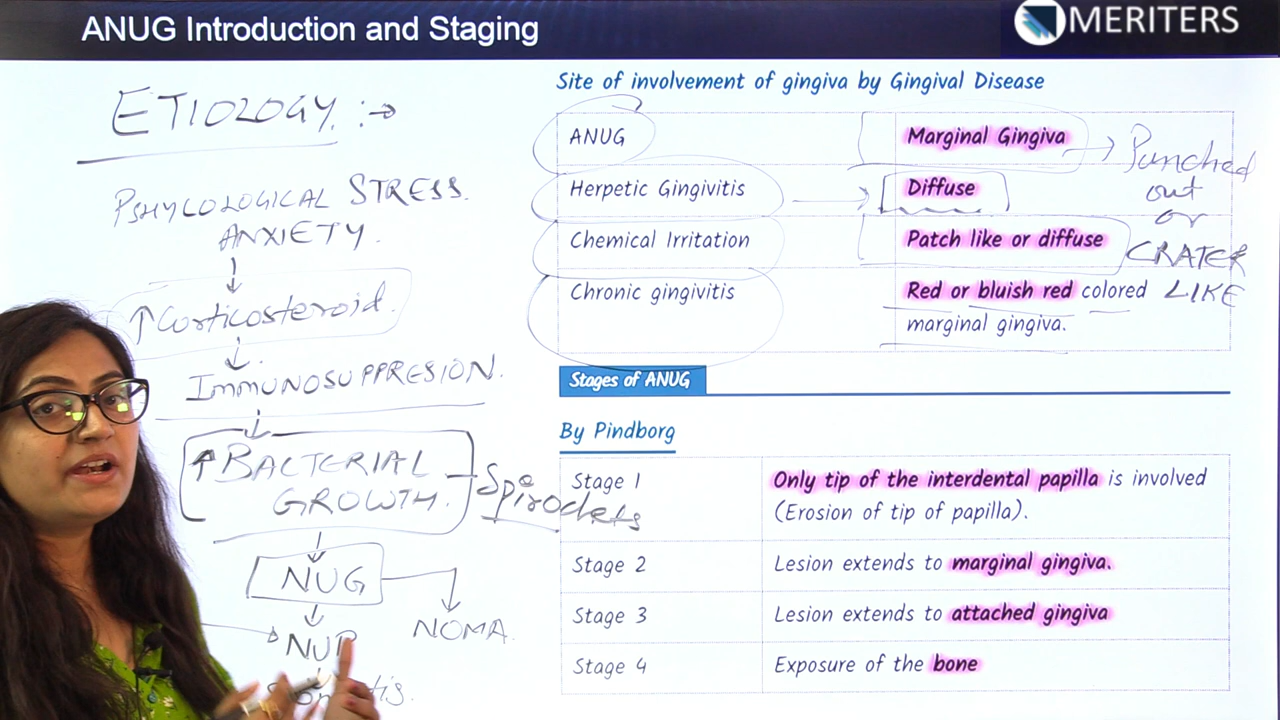 ANUG Introduction and Staging
MERITERS
ETIOLOGY :→
PSHYCOLOGICAL STRESS.
ANXIETY.
↓
↑ Corticosteroid.
↓
IMMUNOSUPPRESION.
↓
↑ BACTERIAL
GROWTH.
Spirochets
↓
NUG
↓
NUP
NOMA.
Site of involvement of gingiva by Gingival Disease
ANUG Marginal Gingiva → Punched
Herpetic Gingivitis → Diffuse out
or
Chemical Irritation Patch like or diffuse CRATER
Chronic gingivitis Red or bluish red colored LIKE
marginal gingiva.
Stages of ANUG
By Pindborg
Stage 1 Only tip of the interdental papilla is involved
(Erosion of tip of papilla).
Stage 2 Lesion extends to marginal gingiva.
Stage 3 Lesion extends to attached gingiva
Stage 4 Exposure of the bone